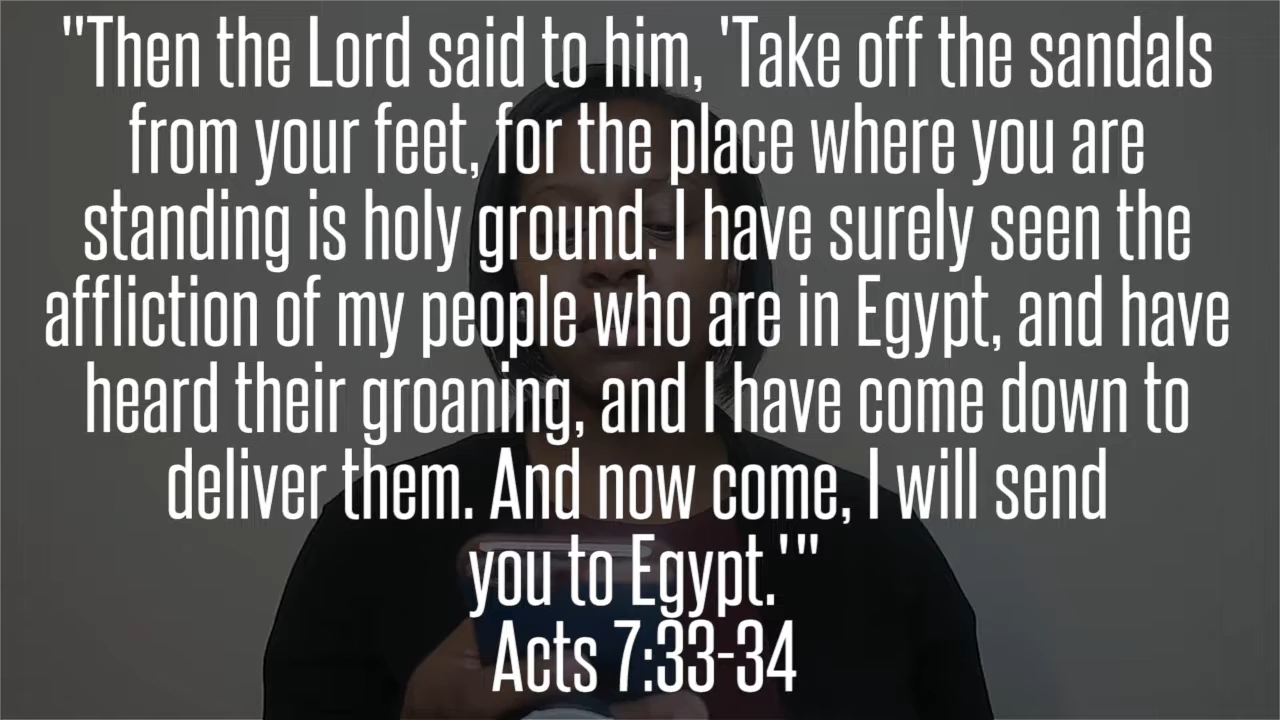 "Then the Lord said to him, 'Take off the sandals
from your feet, for the place where you are
standing is holy ground. I have surely seen the
affliction of my people who are in Egypt, and have
heard their groaning, and I have come down to
deliver them. And now come, I will send
you to Egypt.'"
Acts 7:33-34